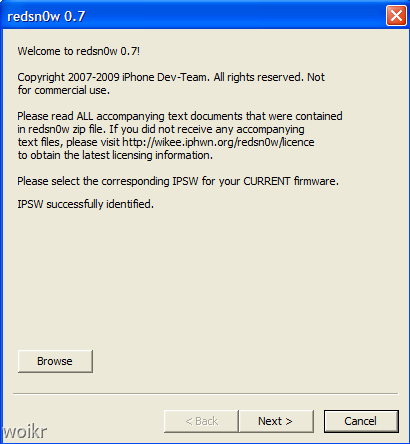 redsn0w 0.7
Welcome to redsn0w 0.7!
Copyright 2007-2009 iPhone Dev-Team. All rights reserved. Not
for commercial use.
Please read ALL accompanying text documents that were contained
in redsn0w zip file. If you did not receive any accompanying
text files, please visit http://wikee.iphwn.org/redsn0w/licence
to obtain the latest licensing information.
Please select the corresponding IPSW for your CURRENT firmware.
IPSW successfully identified.
Browse
< Back
Next >
Cancel
woikr